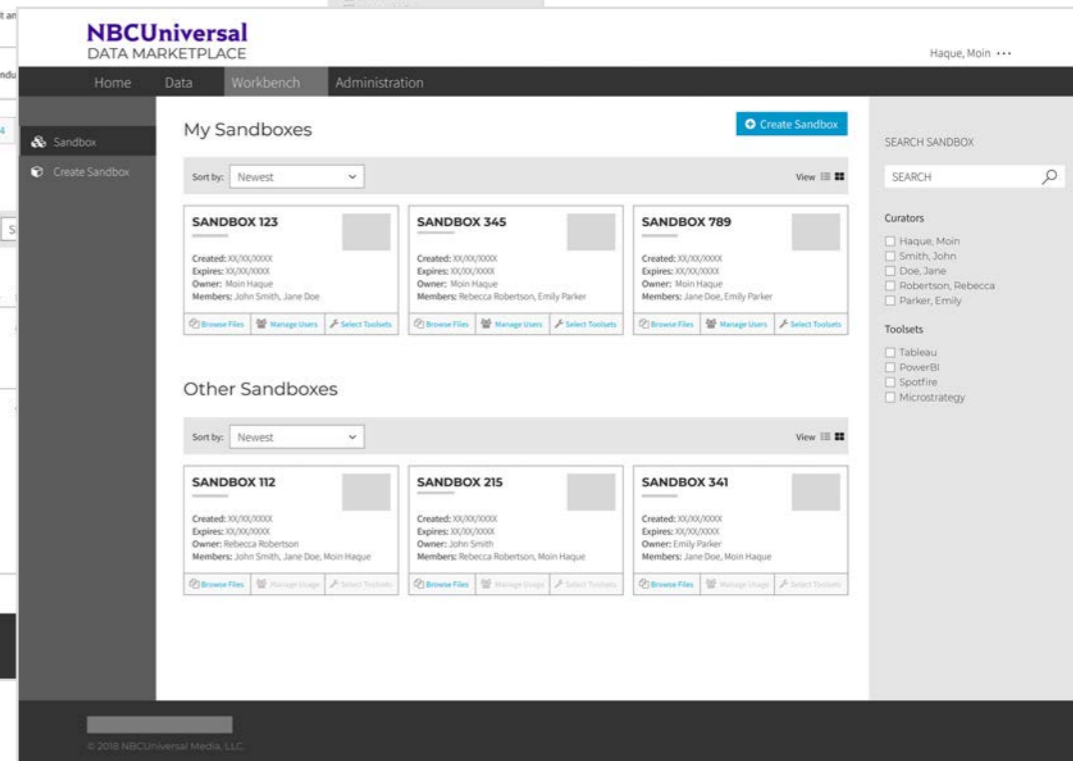 t an
ndu
4
S
NBCUniversal
DATA MARKETPLACE
Haque, Moin
Home Data Workbench Administration
Sandbox
Create Sandbox
My Sandboxes
Create Sandbox
Sort by: Newest
View
SANDBOX 123
Created: XX/XX/XXXX
Expires: XX/XX/XXXX
Owner: Moin Haque
Members: John Smith, Jane Doe
Browse Files Manage Users Select Toolsets
SANDBOX 345
Created: XX/XX/XXXX
Expires: XX/XX/XXXX
Owner: Moin Haque
Members: Rebecca Robertson, Emily Parker
Browse Files Manage Users Select Toolsets
SANDBOX 789
Created: XX/XX/XXXX
Expires: XX/XX/XXXX
Owner: Moin Haque
Members: Jane Doe, Emily Parker
Browse Files Manage Users Select Toolsets
Other Sandboxes
Sort by: Newest
View
SANDBOX 112
Created: XX/XX/XXXX
Expires: XX/XX/XXXX
Owner: Rebecca Robertson
Members: John Smith, Jane Doe, Moin Haque
Browse Files Manage Usage Select Toolsets
SANDBOX 215
Created: XX/XX/XXXX
Expires: XX/XX/XXXX
Owner: John Smith
Members: Rebecca Robertson, Moin Haque
Browse Files Manage Usage Select Toolsets
SANDBOX 341
Created: XX/XX/XXXX
Expires: XX/XX/XXXX
Owner: Emily Parker
Members: Jane Doe, Moin Haque
Browse Files Manage Usage Select Toolsets
SEARCH SANDBOX
SEARCH
Curators
Haque, Moin
Smith, John
Doe, Jane
Robertson, Rebecca
Parker, Emily
Toolsets
Tableau
PowerBI
Spotfire
Microstrategy
© 2018 NBCUniversal Media, LLC.